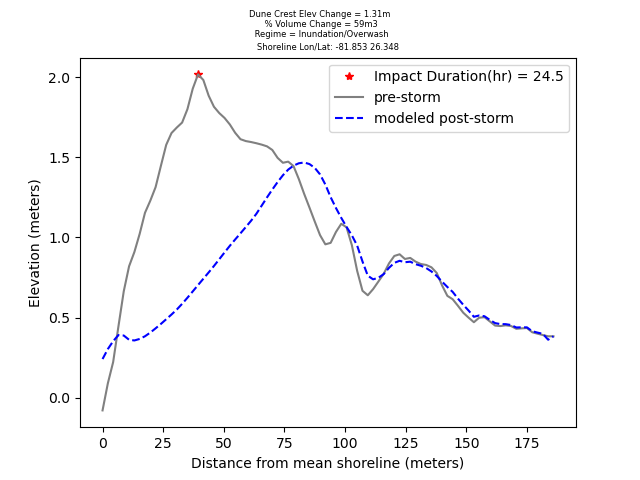 Dune Crest Elev Change = 1.31m
% Volume Change = 59m3
Regime = Inundation/Overwash
Shoreline Lon/Lat: -81.853 26.348
Impact Duration(hr) = 24.5
pre-storm
modeled post-storm
Elevation (meters)
2.0
1.5
1.0
0.5
0.0
0 25 50 75 100 125 150 175
Distance from mean shoreline (meters)